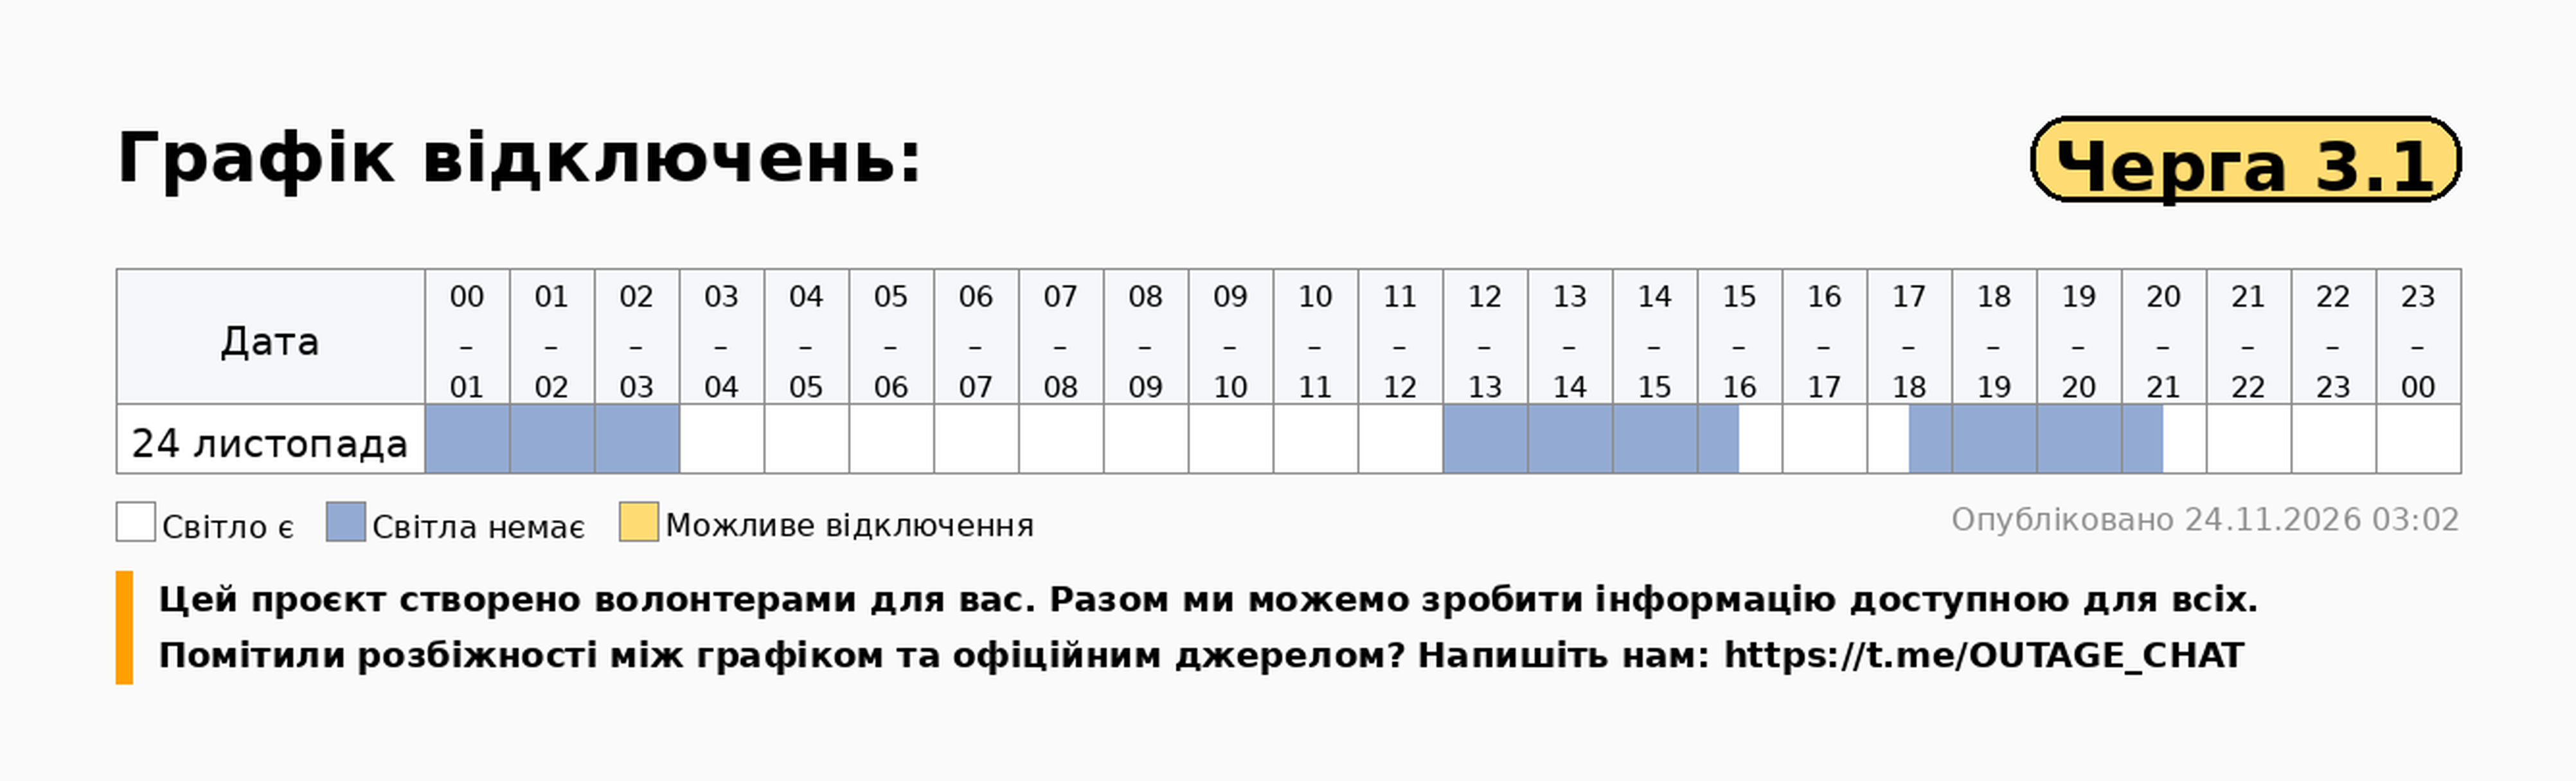 Графік відключень:
Черга 3.1
Дата
00 – 01
01 – 02
02 – 03
03 – 04
04 – 05
05 – 06
06 – 07
07 – 08
08 – 09
09 – 10
10 – 11
11 – 12
12 – 13
13 – 14
14 – 15
15 – 16
16 – 17
17 – 18
18 – 19
19 – 20
20 – 21
21 – 22
22 – 23
23 – 00
24 листопада
Світло є
Світла немає
Можливе відключення
Опубліковано 24.11.2026 03:02
Цей проєкт створено волонтерами для вас. Разом ми можемо зробити інформацію доступною для всіх.
Помітили розбіжності між графіком та офіційним джерелом? Напишіть нам: https://t.me/OUTAGE_CHAT